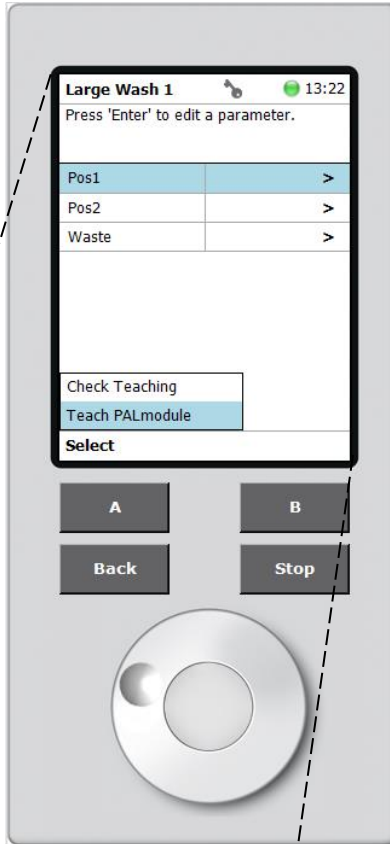 Large Wash 1 13:22
Press 'Enter' to edit a parameter.
Pos1 >
Pos2 >
Waste >
Check Teaching
Teach PALmodule
Select
A B
Back Stop